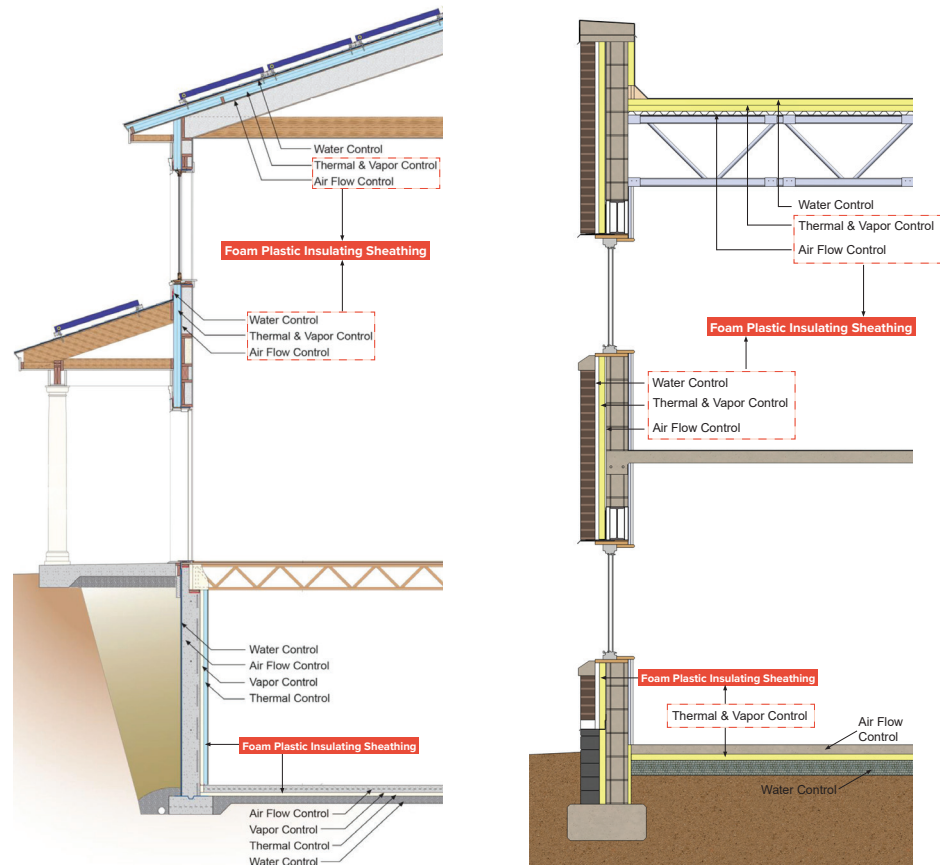 Water Control
Thermal & Vapor Control
Air Flow Control
Foam Plastic Insulating Sheathing
Water Control
Thermal & Vapor Control
Air Flow Control
Water Control
Air Flow Control
Vapor Control
Thermal Control
Foam Plastic Insulating Sheathing
Air Flow Control
Vapor Control
Thermal Control
Water Control
Water Control
Thermal & Vapor Control
Air Flow Control
Foam Plastic Insulating Sheathing
Water Control
Thermal & Vapor Control
Air Flow Control
Foam Plastic Insulating Sheathing
Thermal & Vapor Control
Air Flow
Control
Water Control